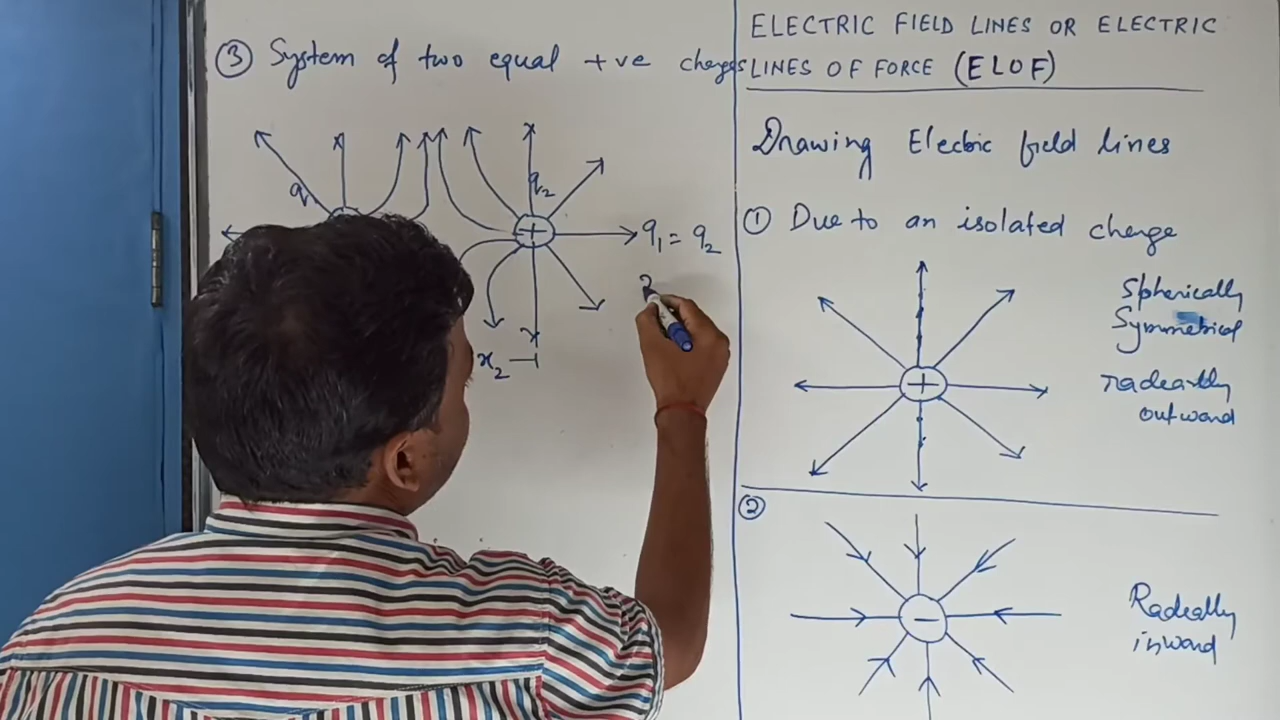 ③ System of two equal +ve charges
q
q₂
+
q₁ = q₂
x₂
ELECTRIC FIELD LINES OR ELECTRIC
LINES OF FORCE (ELOF)
Drawing Electric field lines
① Due to an isolated charge
+
Spherically
Symmetrical
radeally
outward
②
−
Radeally
inward